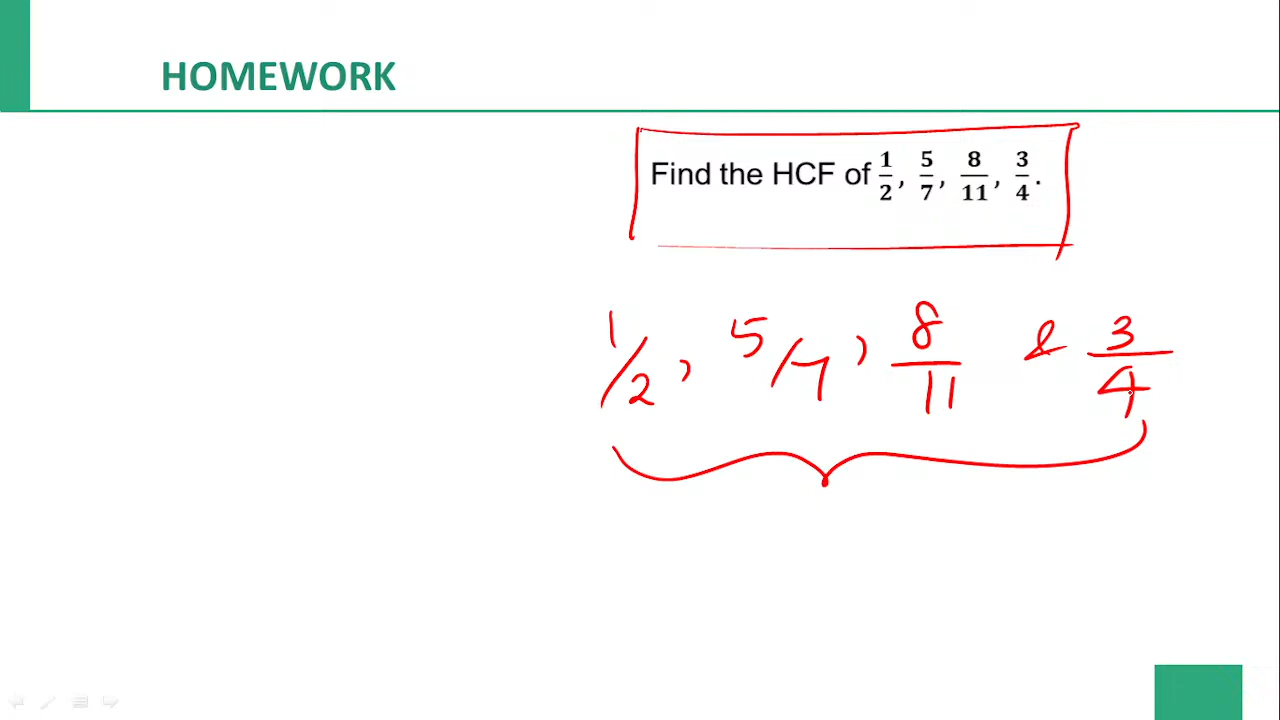 HOMEWORK
Find the HCF of 1/2, 5/7, 8/11, 3/4.
1/2, 5/7, 8/11 & 3/4